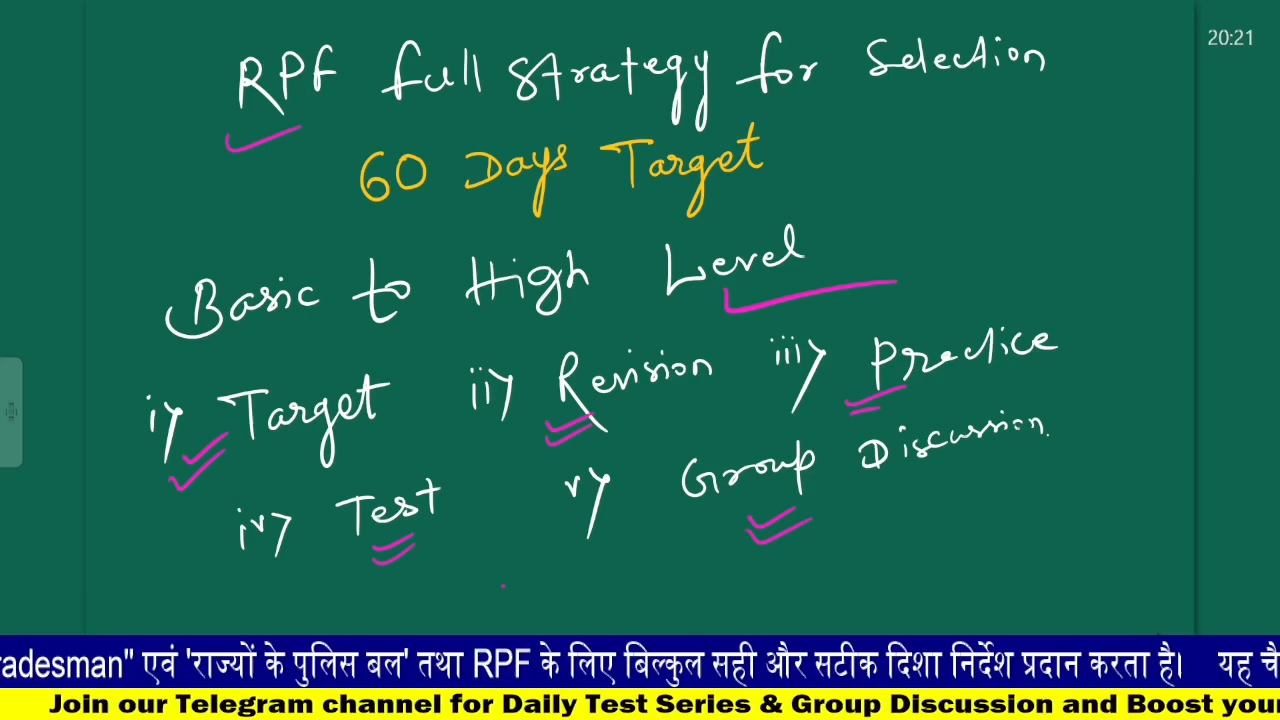 20:21
RPF full strategy for Selection
60 Days Target
Basic to High Level
i> Target ii> Revision iii> Practice
iv> Test v> Group Discussion
radesman" एवं 'राज्यों के पुलिस बल' तथा RPF के लिए बिल्कुल सही और सटीक दिशा निर्देश प्रदान करता है। यह चै
Join our Telegram channel for Daily Test Series & Group Discussion and Boost your